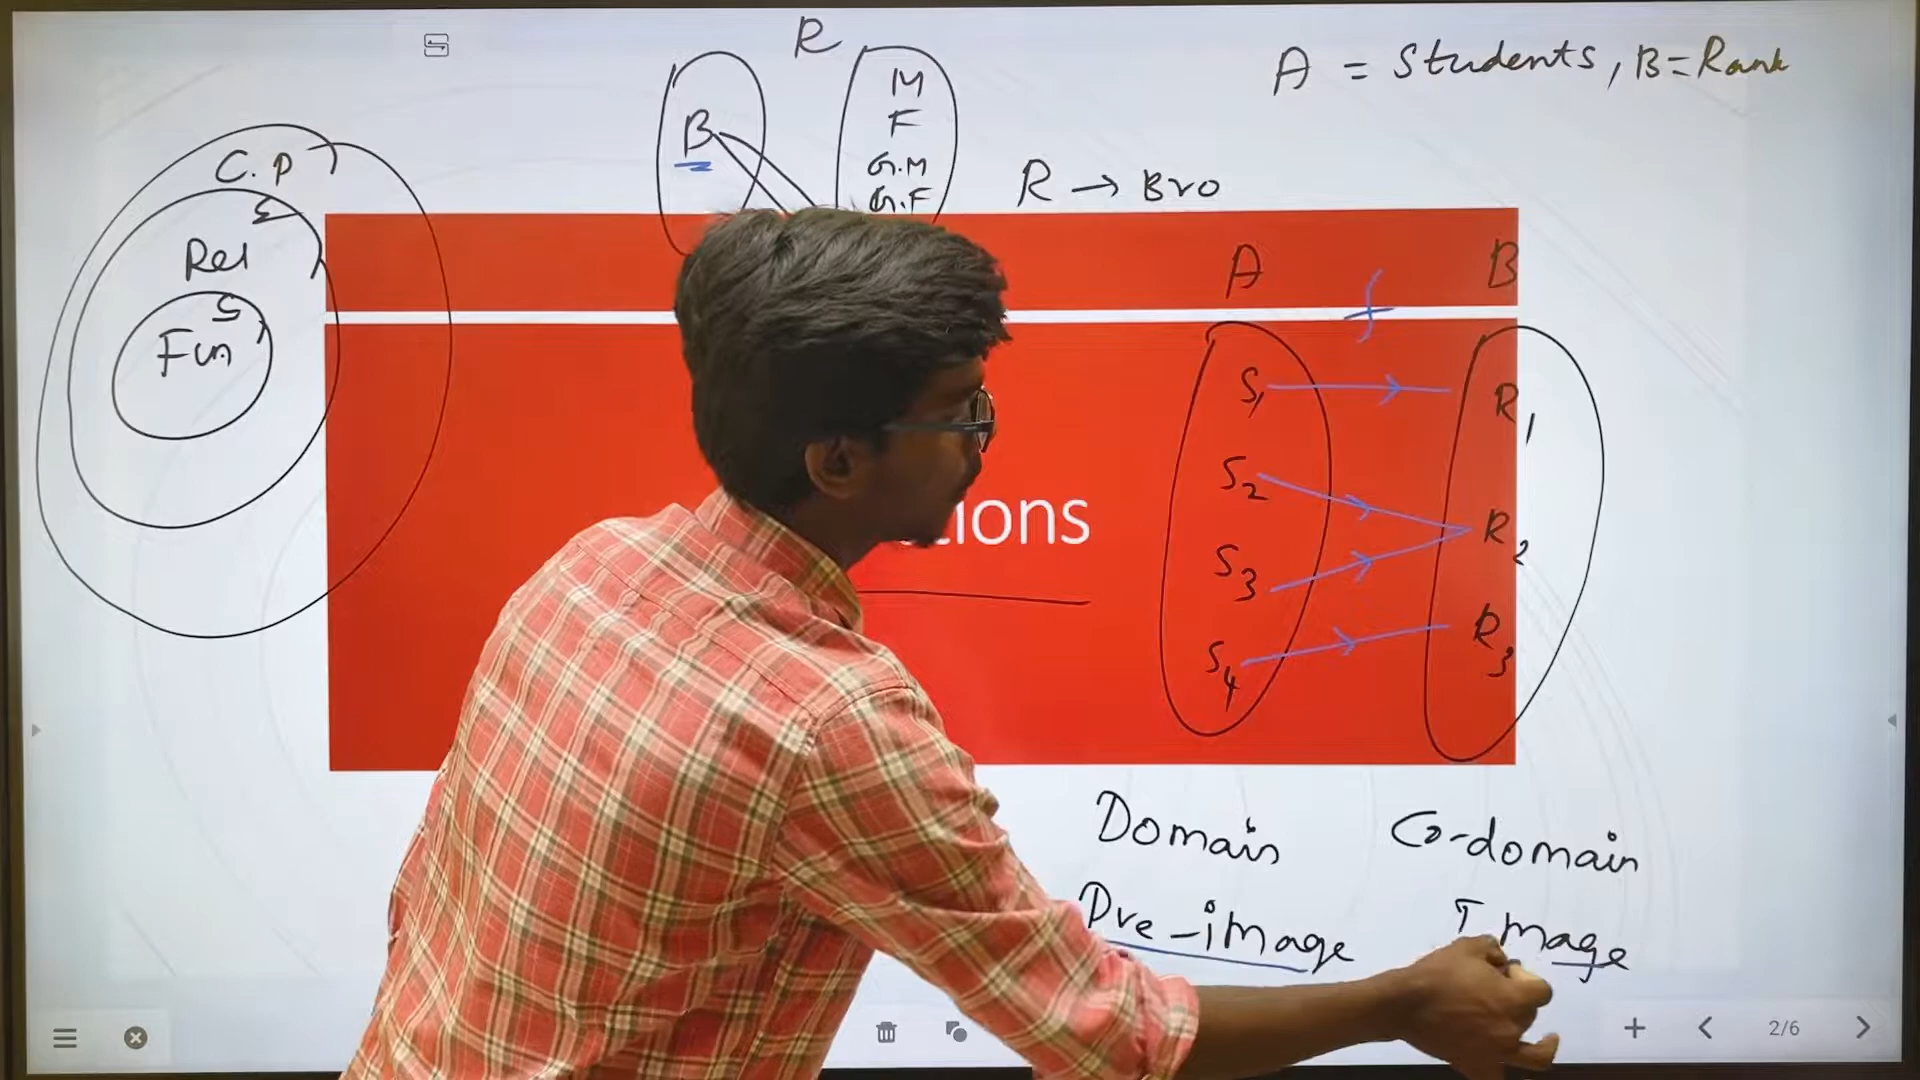 R
A = Students, B=Rank
M
F
G.M
G.F
B
C.P
R → Bro
Rel
Fun
A
B
f
S1
R1
S2
R2
S3
R3
S4
Domain
Co-domain
Pre-image
Image
2/6